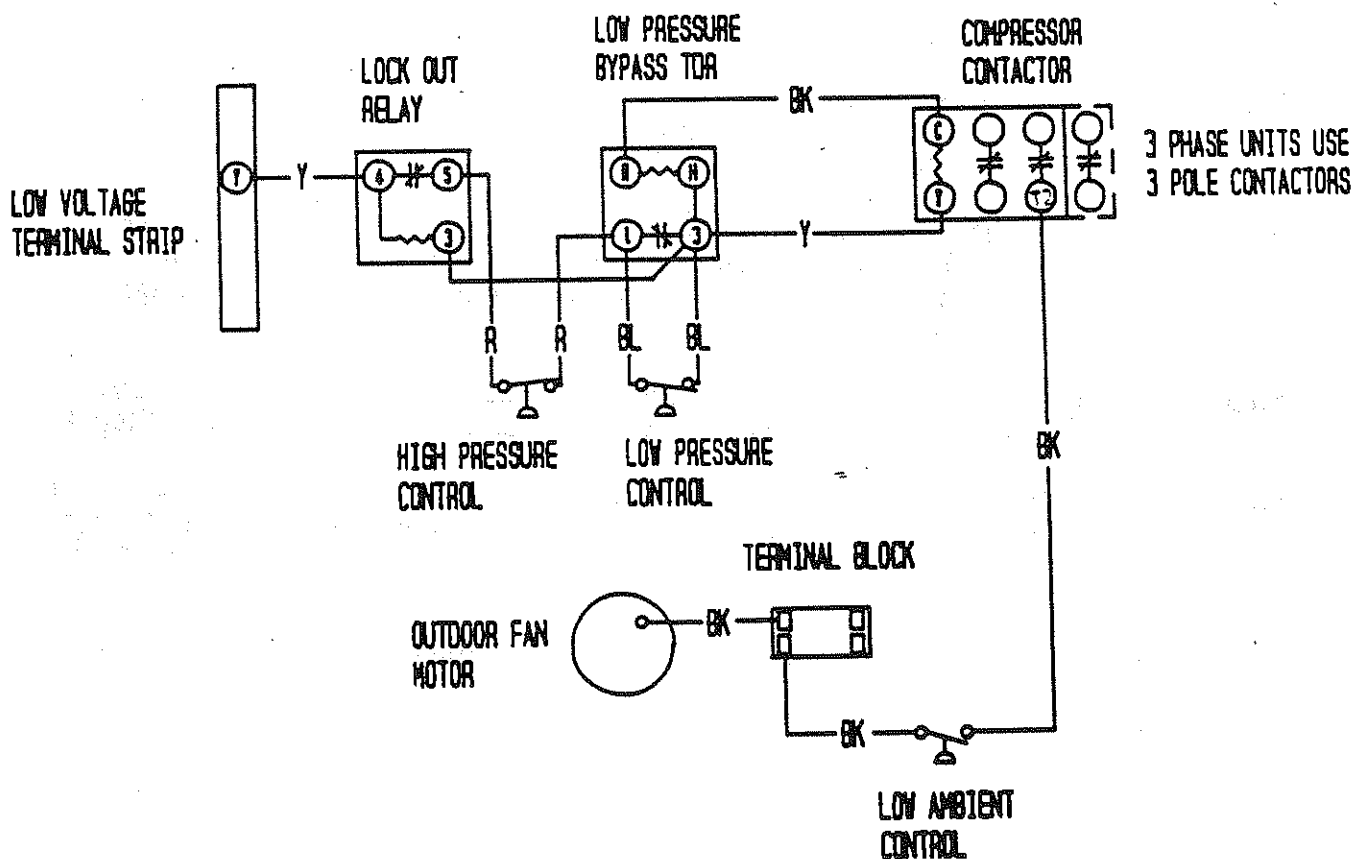 LOW PRESSURE
BYPASS TDR
COMPRESSOR
CONTACTOR
LOCK OUT
RELAY
BK
3 PHASE UNITS USE
3 POLE CONTACTORS
C
Y
Y
4
5
3
H
1
3
Y
Y
T2
LOW VOLTAGE
TERMINAL STRIP
R
R
BL
BL
HIGH PRESSURE
CONTROL
LOW PRESSURE
CONTROL
BK
TERMINAL BLOCK
OUTDOOR FAN
MOTOR
BK
BK
LOW AMBIENT
CONTROL